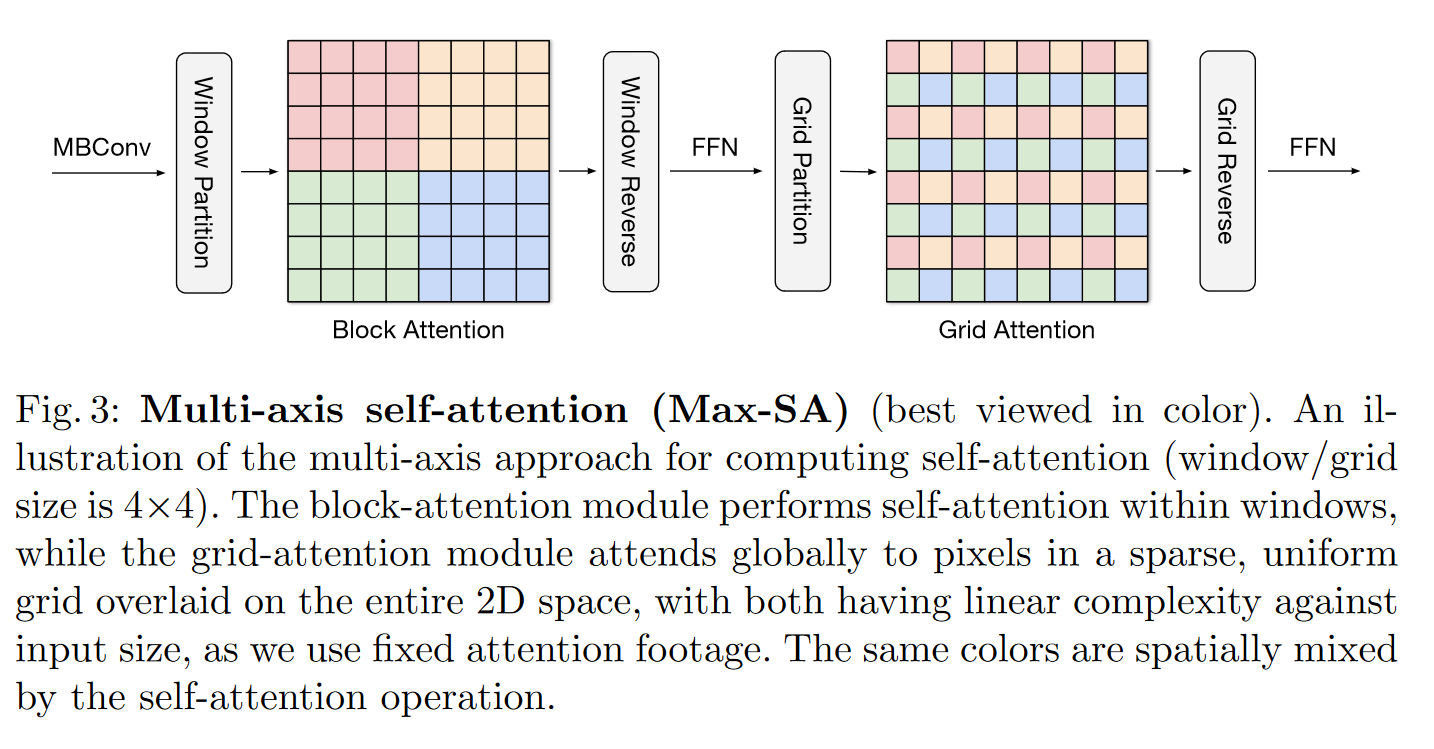 MBConv
Window Partition
Block Attention
Window Reverse
FFN
Grid Partition
Grid Attention
Grid Reverse
FFN
Fig. 3: Multi-axis self-attention (Max-SA) (best viewed in color). An il-
lustration of the multi-axis approach for computing self-attention (window/grid
size is 4×4). The block-attention module performs self-attention within windows,
while the grid-attention module attends globally to pixels in a sparse, uniform
grid overlaid on the entire 2D space, with both having linear complexity against
input size, as we use fixed attention footage. The same colors are spatially mixed
by the self-attention operation.